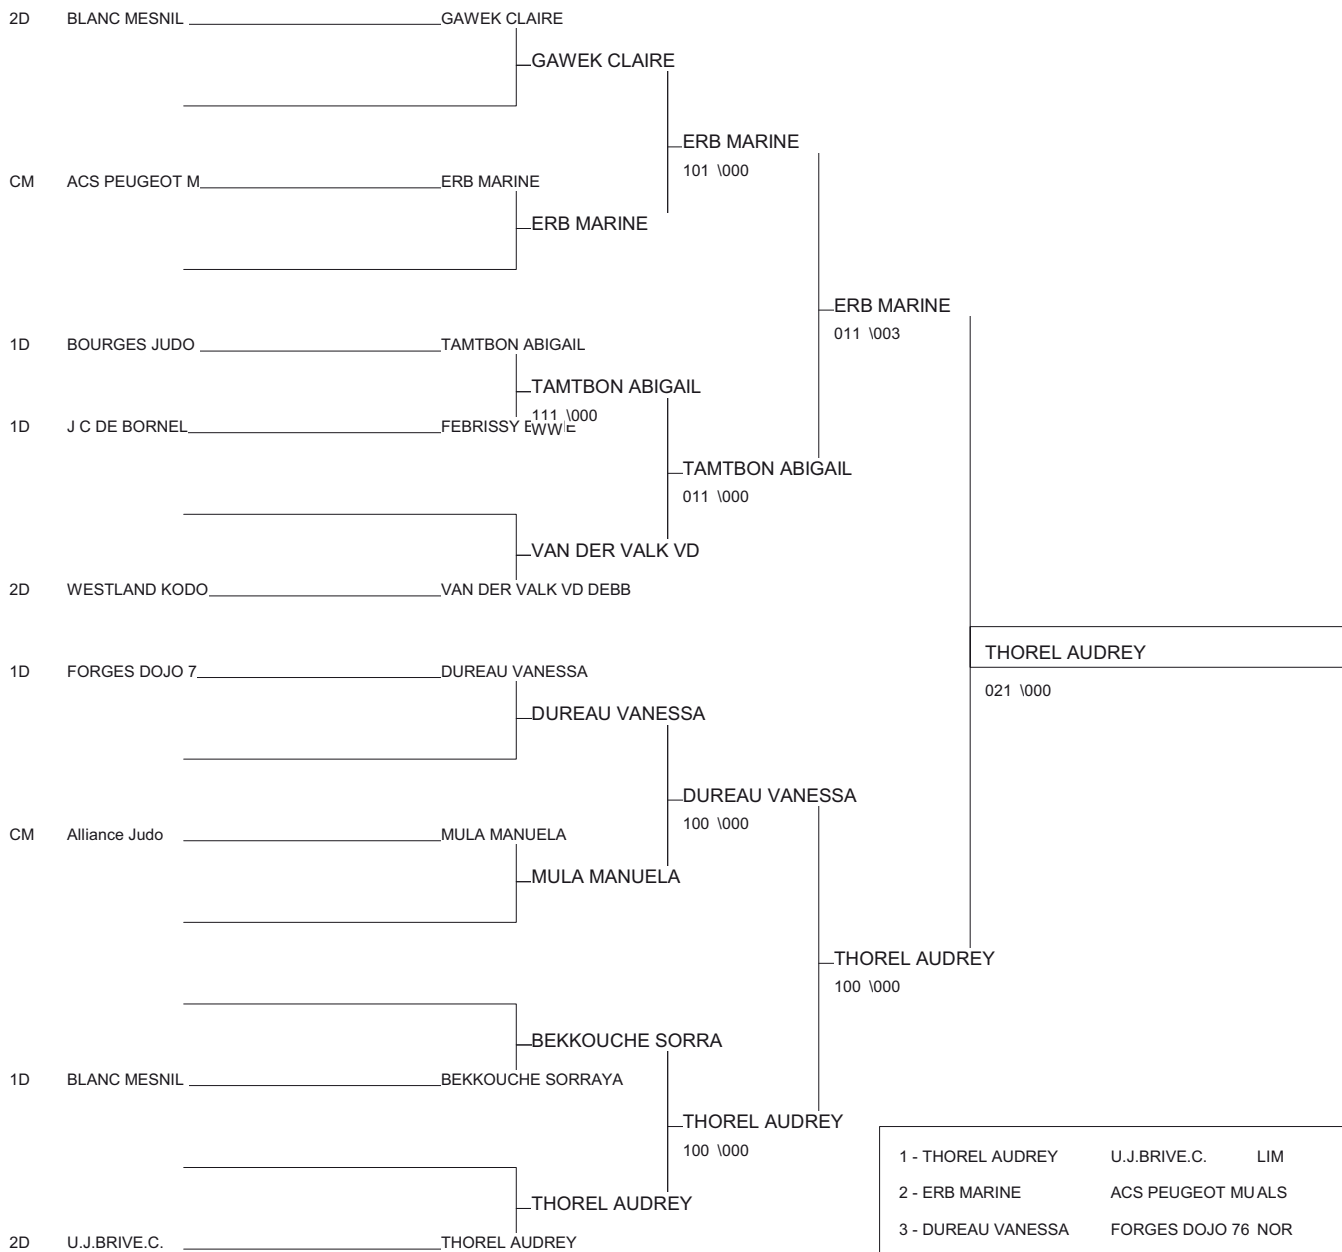 2D BLANC MESNIL GAWEK CLAIRE
GAWEK CLAIRE
ERB MARINE
101 \000
CM ACS PEUGEOT M ERB MARINE
ERB MARINE
ERB MARINE
011 \003
1D BOURGES JUDO TAMTBON ABIGAIL
TAMTBON ABIGAIL
111 \000
1D J C DE BORNEL FEBRISSY
TAMTBON ABIGAIL
011 \000
VAN DER VALK VD
2D WESTLAND KODO VAN DER VALK VD DEBB
THOREL AUDREY
021 \000
1D FORGES DOJO 7 DUREAU VANESSA
DUREAU VANESSA
DUREAU VANESSA
100 \000
CM Alliance Judo MULA MANUELA
MULA MANUELA
THOREL AUDREY
100 \000
BEKKOUCHE SORRA
1D BLANC MESNIL BEKKOUCHE SORRAYA
THOREL AUDREY
100 \000
THOREL AUDREY
2D U.J.BRIVE.C. THOREL AUDREY
1 - THOREL AUDREY U.J.BRIVE.C. LIM
2 - ERB MARINE ACS PEUGEOT MU ALS
3 - DUREAU VANESSA FORGES DOJO 76 NOR